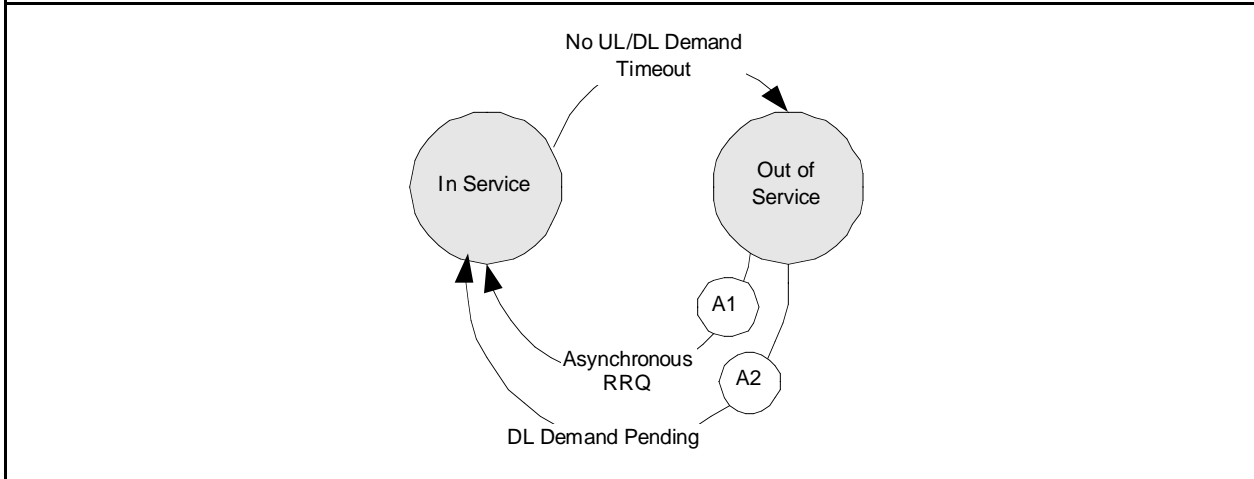 No UL/DL Demand
Timeout
In Service
Out of
Service
A1
Asynchronous
RRQ
A2
DL Demand Pending